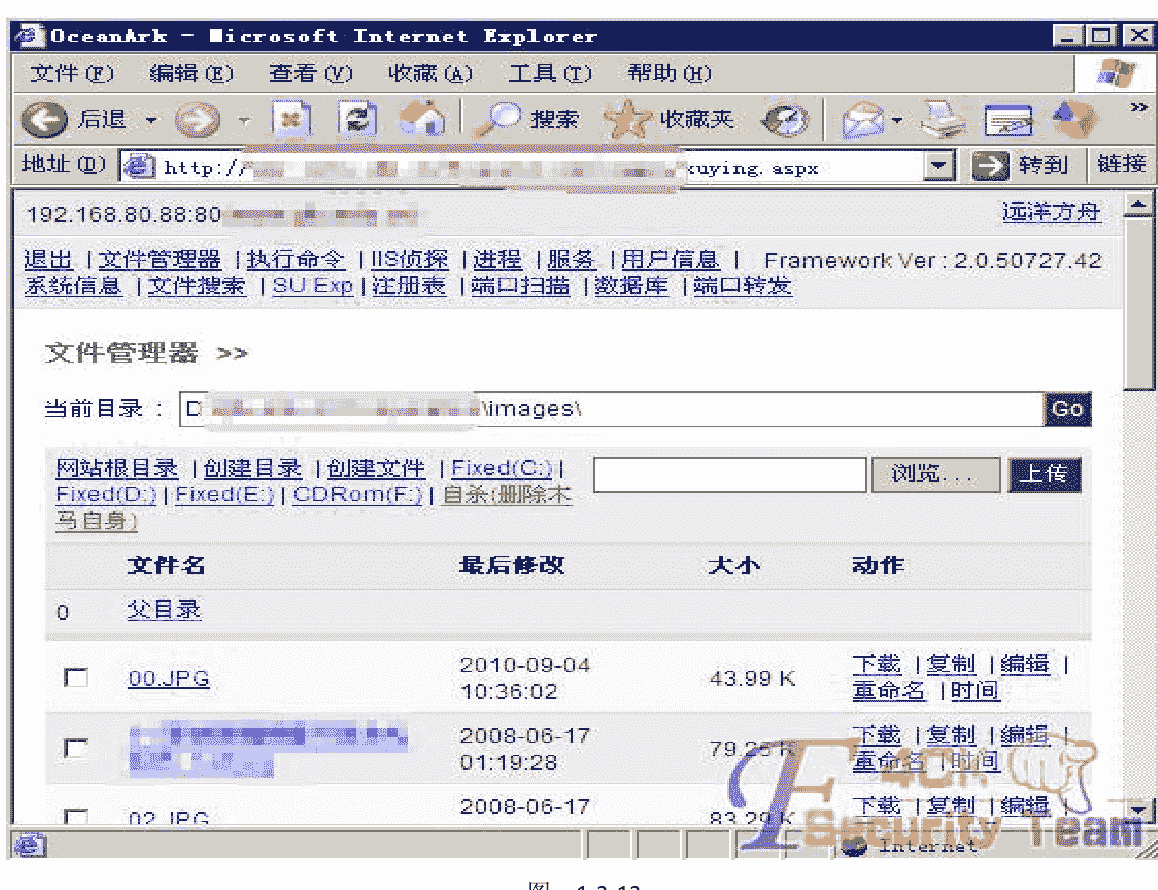 OceanArk - Microsoft Internet Explorer
文件(F) 编辑(E) 查看(V) 收藏(A) 工具(T) 帮助(H)
后退 搜索 收藏夹 »
地址(D) http:// xuying.aspx 转到 链接
192.168.80.88:80 远洋方舟
退出 | 文件管理器 | 执行命令 | IIS侦探 | 进程 | 服务 | 用户信息 | Framework Ver : 2.0.50727.42
系统信息 | 文件搜索 | SU Exp | 注册表 | 端口扫描 | 数据库 | 端口转发
文件管理器 >>
当前目录 : D \images\ Go
网站根目录 | 创建目录 | 创建文件 | Fixed(C:) | 浏览... 上传
Fixed(D:) | Fixed(E:) | CDRom(F:) | 自杀(删除木
马自身)
文件名 最后修改 大小 动作
0 父目录
00.JPG 2010-09-04 10:36:02 43.99 K 下载 | 复制 | 编辑 | 重命名 | 时间
2008-06-17 01:19:28 79.25 K 下载 | 复制 | 编辑 | 重命名 | 时间
02.JPG 2008-06-17 83.29 K 下载 | 复制 | 编辑 |
F4CK
Security Team
Internet
图 1-2-12